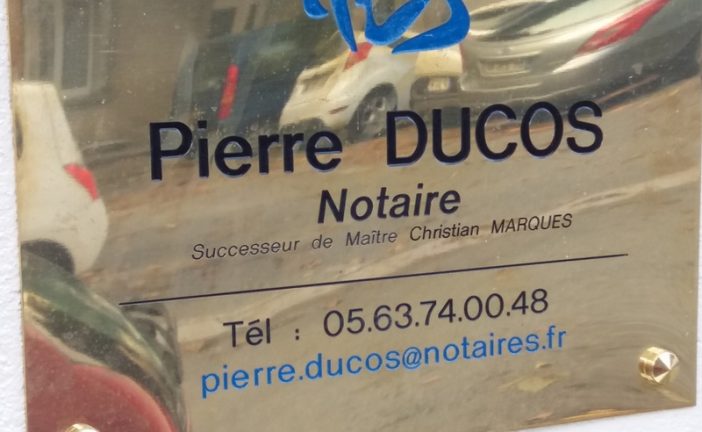 Pierre DUCOS
Notaire
Successeur de Maître Christian MARQUES
Tél : 05.63.74.00.48
pierre.ducos@notaires.fr